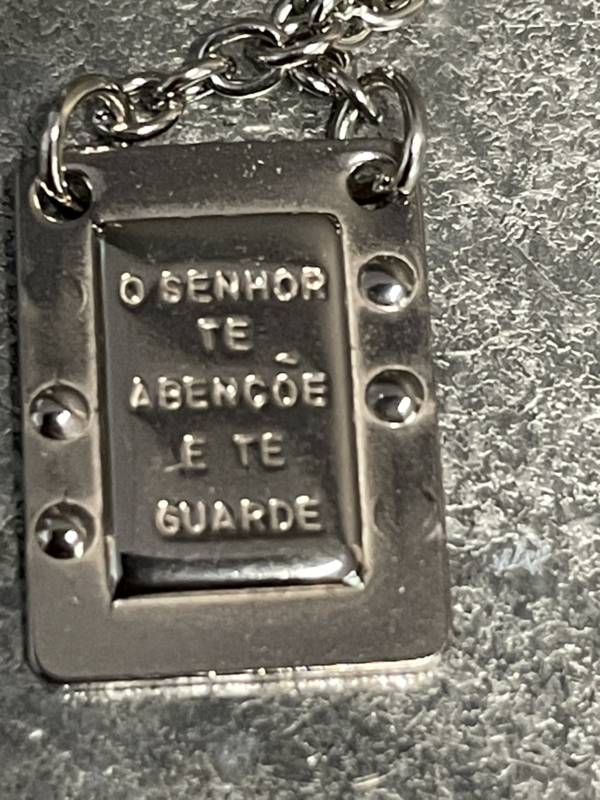 O SENHOR
TE
ABENÇÕE
E TE
GUARDE